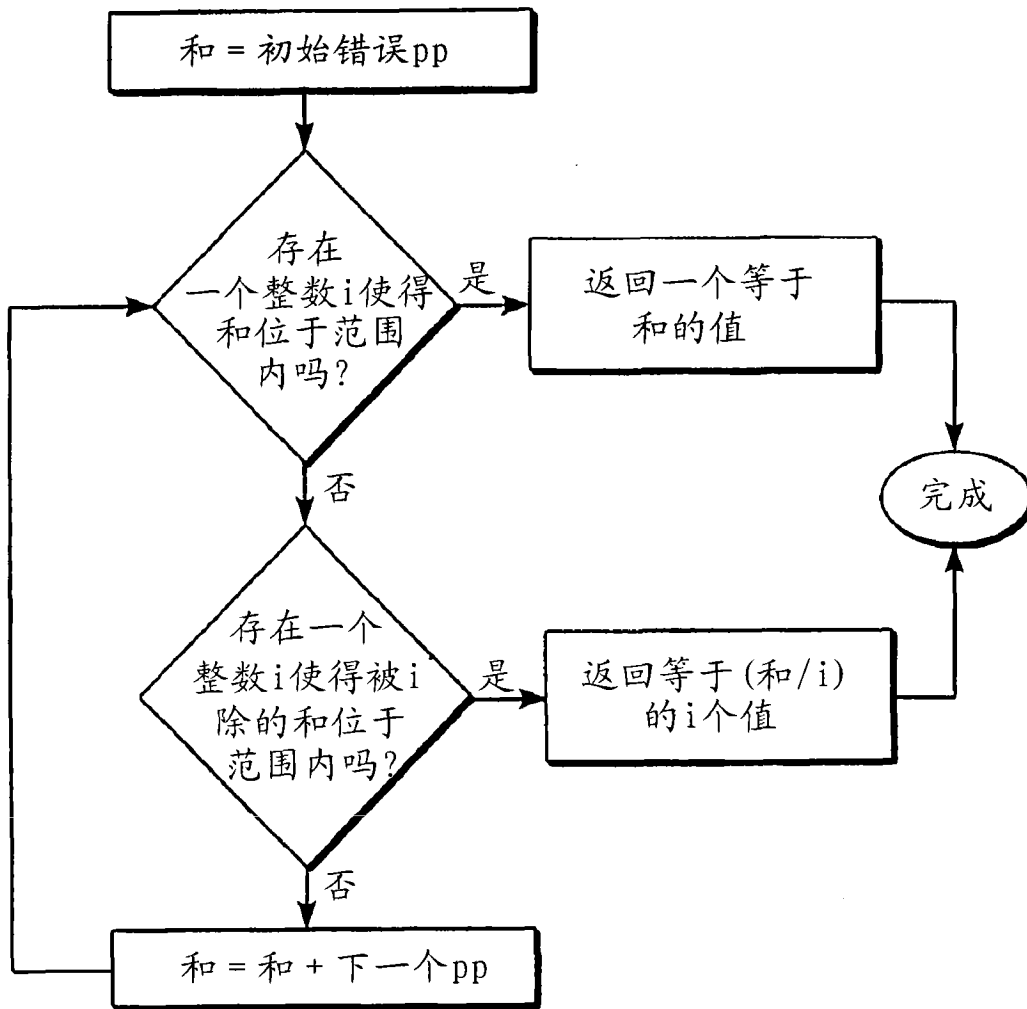 和 = 初始错误pp
存在
一个整数i使得
和位于范围
内吗?
是
返回一个等于
和的值
否
完成
存在一个
整数i使得被i
除的和位于
范围内吗?
是
返回等于(和/i)
的i个值
否
和 = 和 + 下一个pp